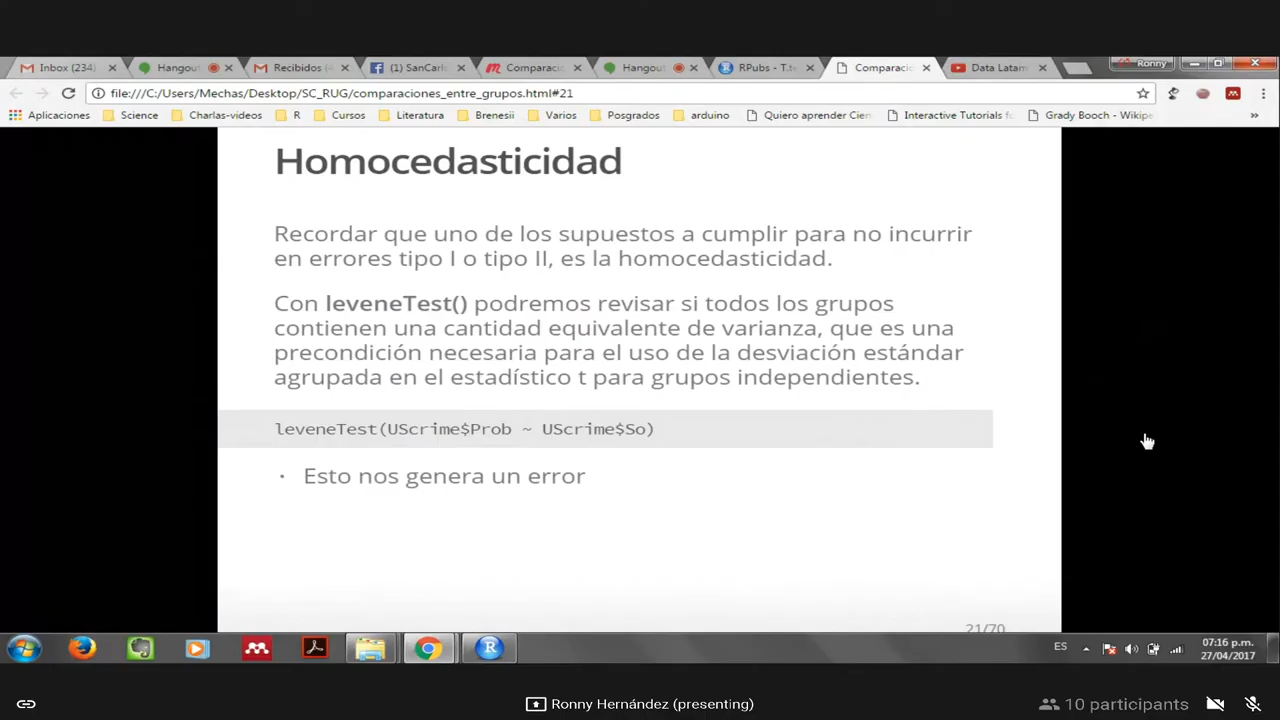 Inbox (234)
Hangout
Recibidos (
(1) SanCarlo
Comparacio
Hangout
RPubs - T.te
Comparacio
Data Latam
Ronny
file:///C:/Users/Mechas/Desktop/SC_RUG/comparaciones_entre_grupos.html#21
Aplicaciones
Science
Charlas-videos
R
Cursos
Literatura
Brenesii
Varios
Posgrados
arduino
Quiero aprender Cien
Interactive Tutorials fo
Grady Booch - Wikipe
»
Homocedasticidad
Recordar que uno de los supuestos a cumplir para no incurrir
en errores tipo I o tipo II, es la homocedasticidad.
Con leveneTest() podremos revisar si todos los grupos
contienen una cantidad equivalente de varianza, que es una
precondición necesaria para el uso de la desviación estándar
agrupada en el estadístico t para grupos independientes.
leveneTest(UScrime$Prob ~ UScrime$So)
· Esto nos genera un error
21/70
ES
07:16 p.m.
27/04/2017
Ronny Hernández (presenting)
10 participants